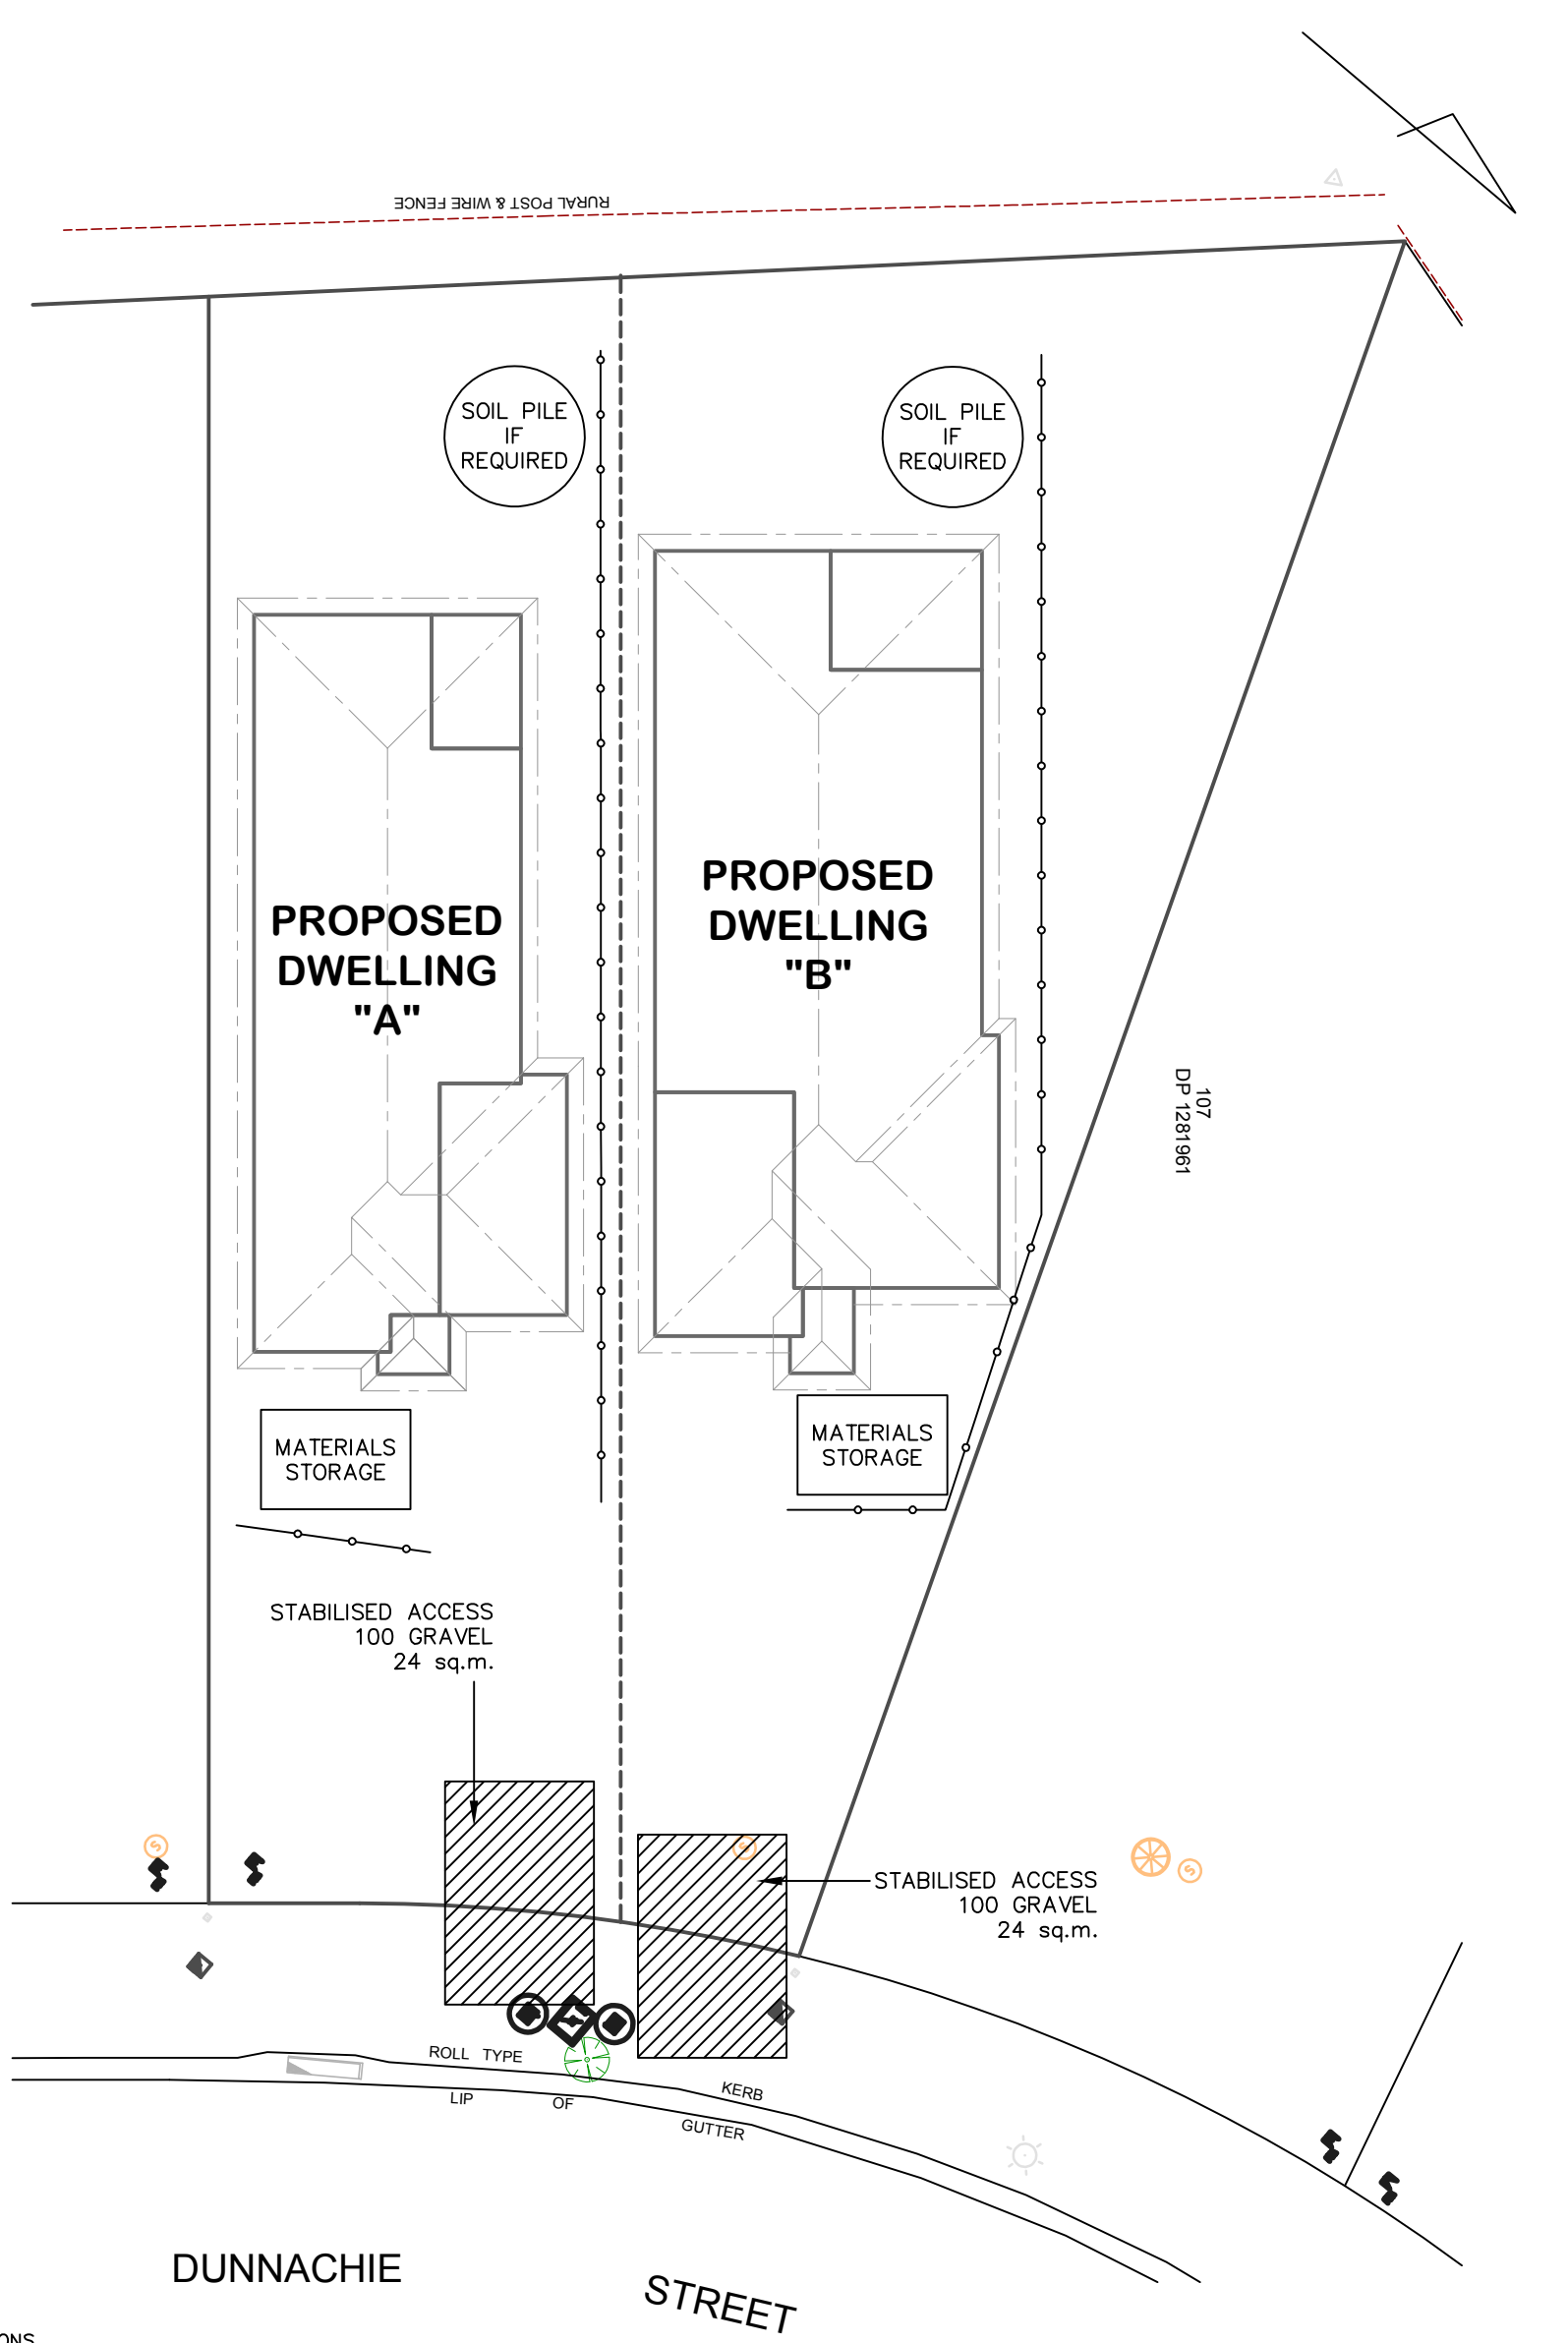 RURAL POST & WIRE FENCE
SOIL PILE
IF
REQUIRED
SOIL PILE
IF
REQUIRED
PROPOSED
DWELLING
"A"
PROPOSED
DWELLING
"B"
107
DP 1281961
MATERIALS
STORAGE
MATERIALS
STORAGE
STABILISED ACCESS
100 GRAVEL
24 sq.m.
S
S
S
STABILISED ACCESS
100 GRAVEL
24 sq.m.
ROLL TYPE KERB
LIP OF GUTTER
DUNNACHIE STREET